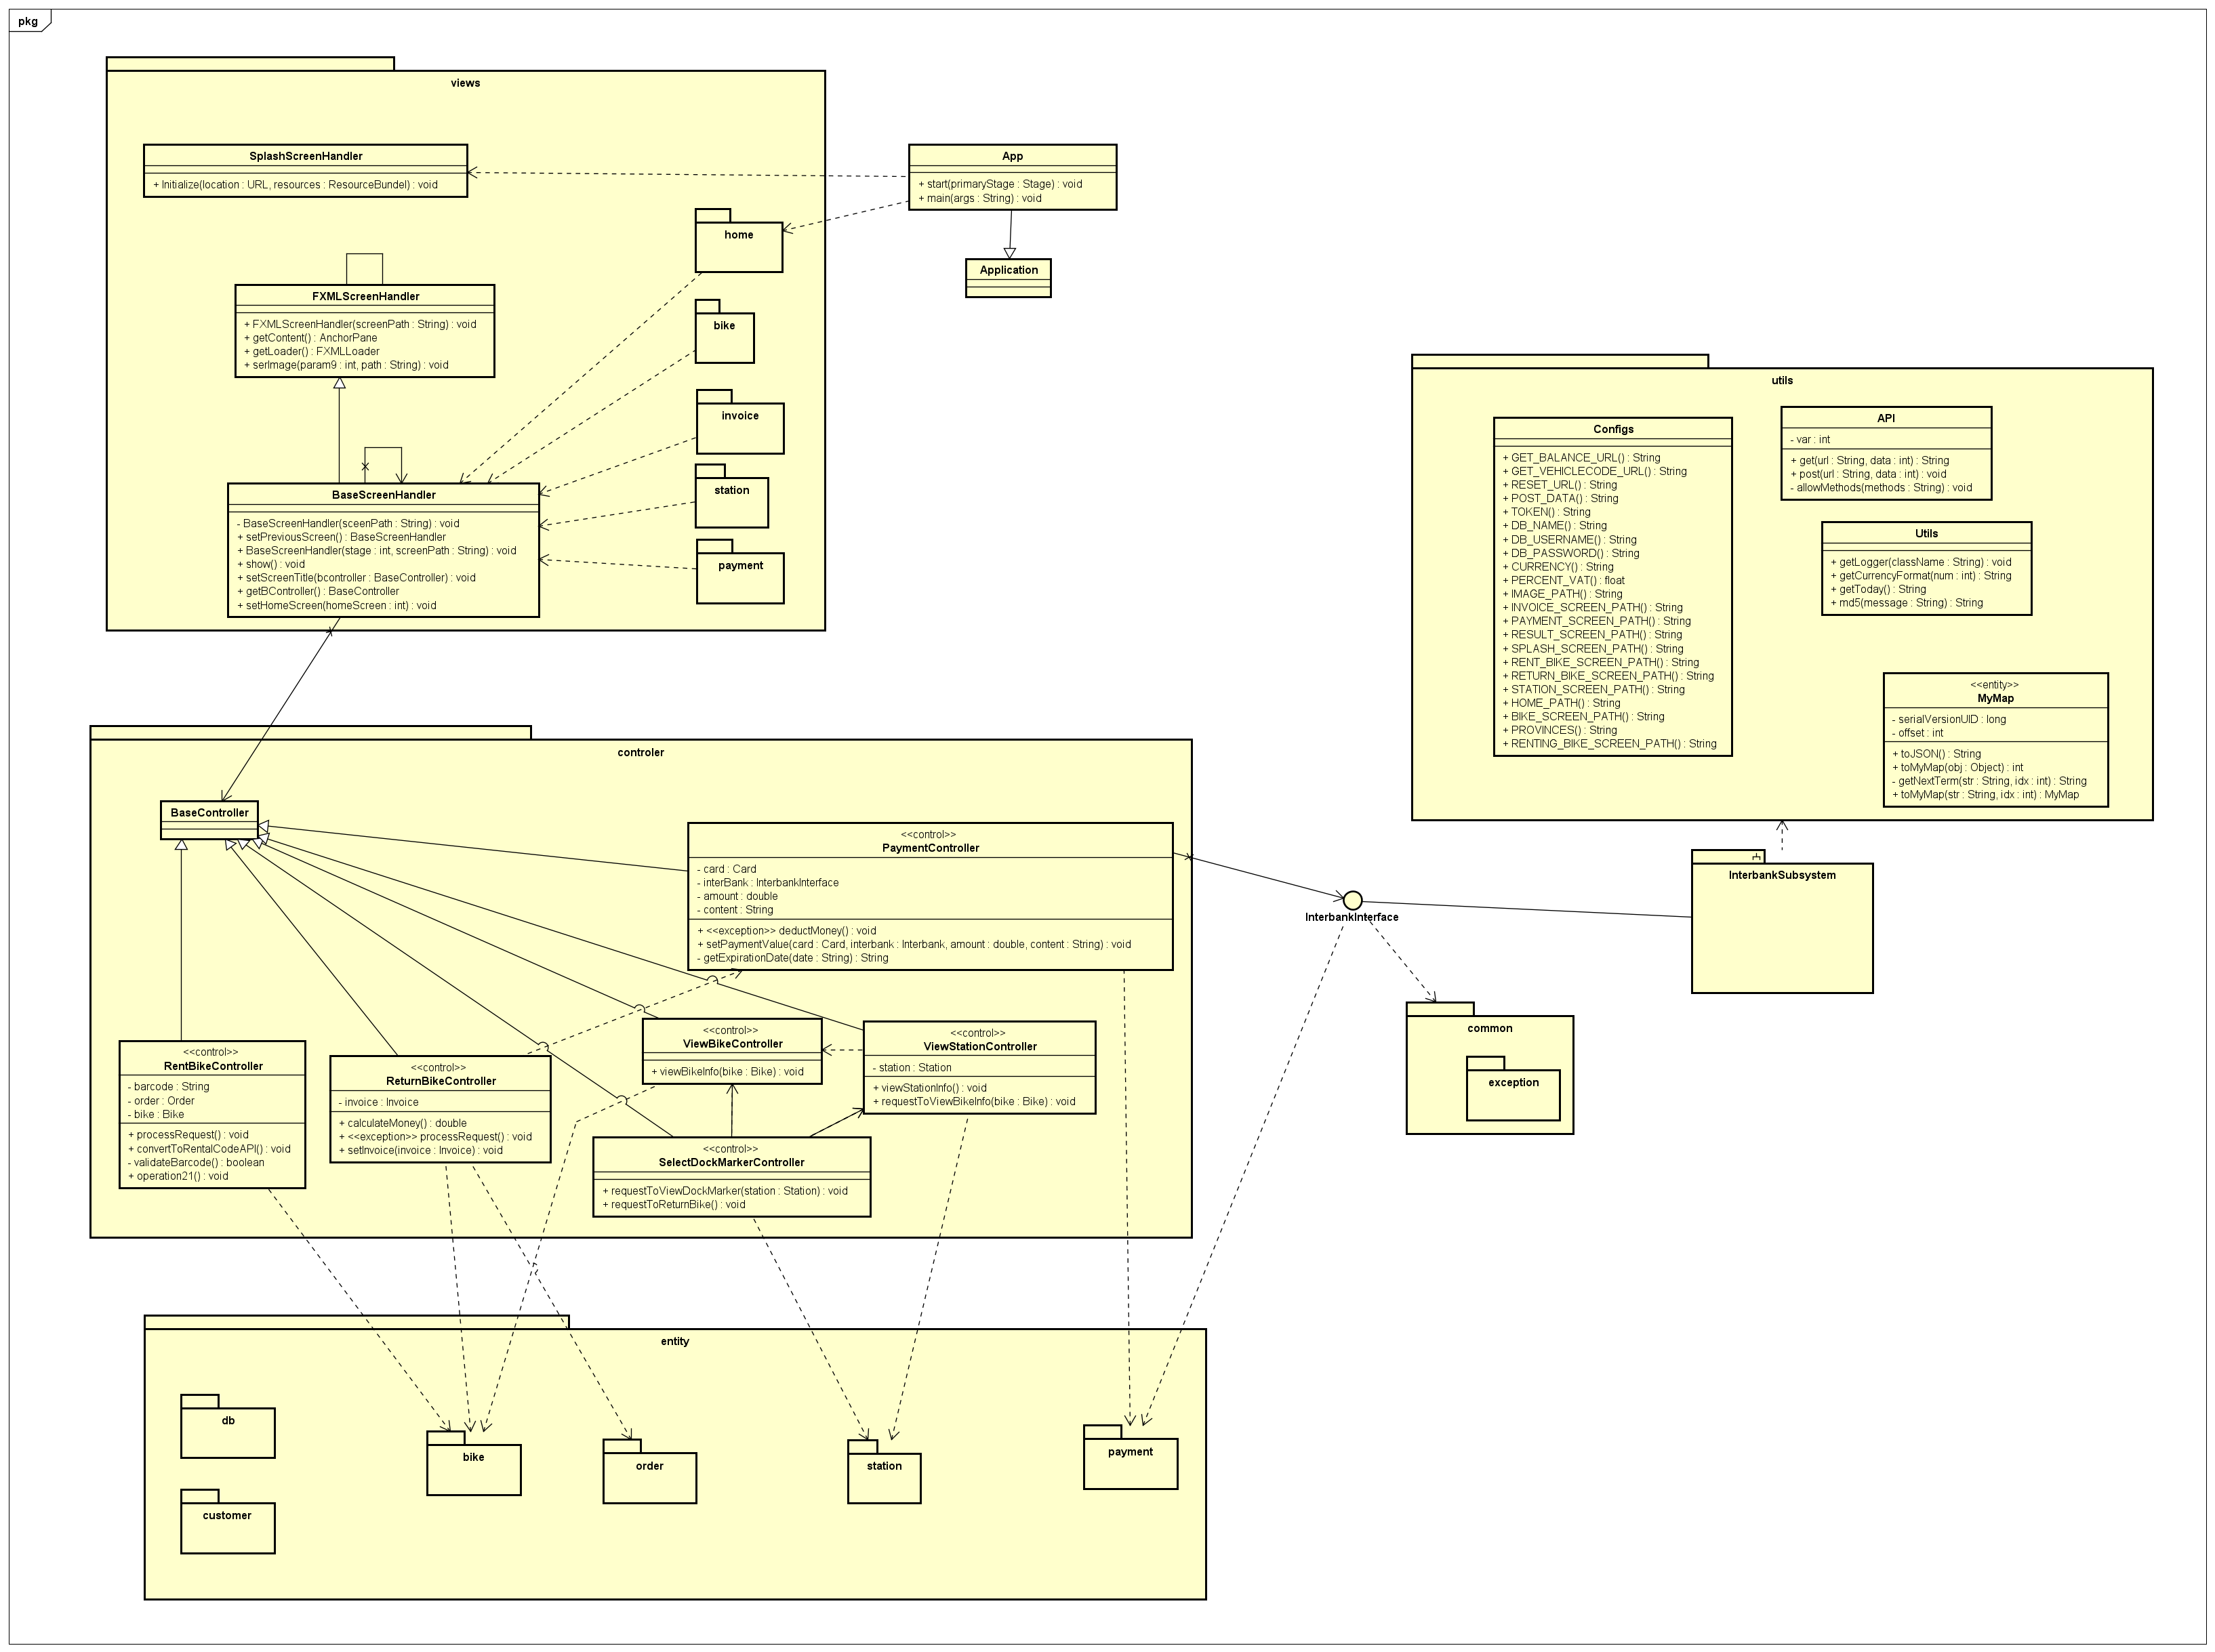 pkg
views
SplashScreenHandler
+ Initialize(location : URL, resources : ResourceBundel) : void
App
+ start(primaryStage : Stage) : void
+ main(args : String) : void
Application
home
bike
invoice
station
payment
FXMLScreenHandler
+ FXMLScreenHandler(screenPath : String) : void
+ getContent() : AnchorPane
+ getLoader() : FXMLLoader
+ serImage(param9 : int, path : String) : void
BaseScreenHandler
- BaseScreenHandler(sceenPath : String) : void
+ setPreviousScreen() : BaseScreenHandler
+ BaseScreenHandler(stage : int, screenPath : String) : void
+ show() : void
+ setScreenTitle(bcontroller : BaseController) : void
+ getBController() : BaseController
+ setHomeScreen(homeScreen : int) : void
utils
Configs
+ GET_BALANCE_URL() : String
+ GET_VEHICLECODE_URL() : String
+ RESET_URL() : String
+ POST_DATA() : String
+ TOKEN() : String
+ DB_NAME() : String
+ DB_USERNAME() : String
+ DB_PASSWORD() : String
+ CURRENCY() : String
+ PERCENT_VAT() : float
+ IMAGE_PATH() : String
+ INVOICE_SCREEN_PATH() : String
+ PAYMENT_SCREEN_PATH() : String
+ RESULT_SCREEN_PATH() : String
+ SPLASH_SCREEN_PATH() : String
+ RENT_BIKE_SCREEN_PATH() : String
+ RETURN_BIKE_SCREEN_PATH() : String
+ STATION_SCREEN_PATH() : String
+ HOME_PATH() : String
+ BIKE_SCREEN_PATH() : String
+ PROVINCES() : String
+ RENTING_BIKE_SCREEN_PATH() : String
API
- var : int
+ get(url : String, data : int) : String
+ post(url : String, data : int) : void
- allowMethods(methods : String) : void
Utils
+ getLogger(className : String) : void
+ getCurrencyFormat(num : int) : String
+ getToday() : String
+ md5(message : String) : String
<<entity>>
MyMap
- serialVersionUID : long
- offset : int
+ toJSON() : String
+ toMyMap(obj : Object) : int
- getNextTerm(str : String, idx : int) : String
+ toMyMap(str : String, idx : int) : MyMap
controler
BaseController
<<control>>
PaymentController
- card : Card
- interBank : InterbankInterface
- amount : double
- content : String
+ <<exception>> deductMoney() : void
+ setPaymentValue(card : Card, interbank : Interbank, amount : double, content : String) : void
- getExpirationDate(date : String) : String
InterbankInterface
InterbankSubsystem
common
exception
<<control>>
RentBikeController
- barcode : String
- order : Order
- bike : Bike
+ processRequest() : void
+ convertToRentalCodeAPI() : void
- validateBarcode() : boolean
+ operation21() : void
<<control>>
ReturnBikeController
- invoice : Invoice
+ calculateMoney() : double
+ <<exception>> processRequest() : void
+ setInvoice(invoice : Invoice) : void
<<control>>
ViewBikeController
+ viewBikeInfo(bike : Bike) : void
<<control>>
ViewStationController
- station : Station
+ viewStationInfo() : void
+ requestToViewBikeInfo(bike : Bike) : void
<<control>>
SelectDockMarkerController
+ requestToViewDockMarker(station : Station) : void
+ requestToReturnBike() : void
entity
db
customer
bike
order
station
payment